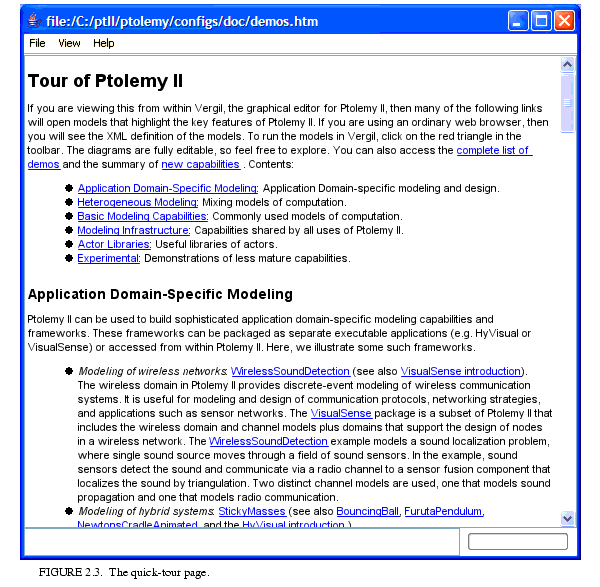 file:/C:/ptII/ptolemy/configs/doc/demos.htm
File View Help
Tour of Ptolemy II
If you are viewing this from within Vergil, the graphical editor for Ptolemy II, then many of the following links
will open models that highlight the key features of Ptolemy II. If you are using an ordinary web browser, then
you will see the XML definition of the models. To run the models in Vergil, click on the red triangle in the
toolbar. The diagrams are fully editable, so feel free to explore. You can also access the complete list of
demos and the summary of new capabilities . Contents:
Application Domain-Specific Modeling: Application Domain-specific modeling and design.
Heterogeneous Modeling: Mixing models of computation.
Basic Modeling Capabilities: Commonly used models of computation.
Modeling Infrastructure: Capabilities shared by all uses of Ptolemy II.
Actor Libraries: Useful libraries of actors.
Experimental: Demonstrations of less mature capabilities.
Application Domain-Specific Modeling
Ptolemy II can be used to build sophisticated application domain-specific modeling capabilities and
frameworks. These frameworks can be packaged as separate executable applications (e.g. HyVisual or
VisualSense) or accessed from within Ptolemy II. Here, we illustrate some such frameworks.
Modeling of wireless networks: WirelessSoundDetection (see also VisualSense introduction).
The wireless domain in Ptolemy II provides discrete-event modeling of wireless communication
systems. It is useful for modeling and design of communication protocols, networking strategies,
and applications such as sensor networks. The VisualSense package is a subset of Ptolemy II that
includes the wireless domain and channel models plus domains that support the design of nodes
in a wireless network. The WirelessSoundDetection example models a sound localization problem,
where single sound source moves through a field of sound sensors. In the example, sound
sensors detect the sound and communicate via a radio channel to a sensor fusion component that
localizes the sound by triangulation. Two distinct channel models are used, one that models sound
propagation and one that models radio communication.
Modeling of hybrid systems: StickyMasses (see also BouncingBall, FurutaPendulum,
NewtonsCradleAnimated, and the HyVisual introduction.)
FIGURE 2.3. The quick-tour page.